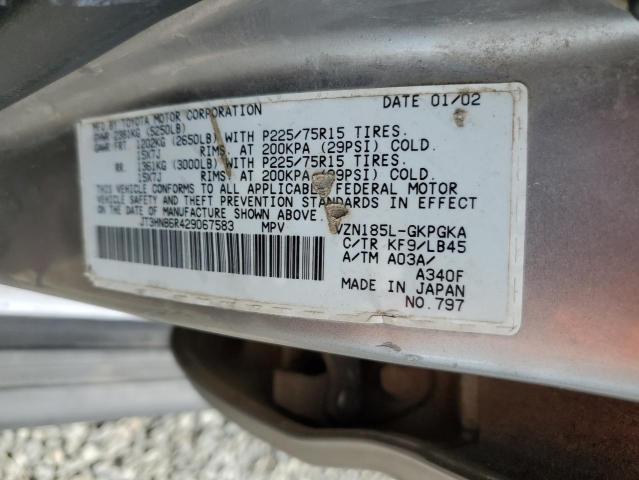 MFD BY TOYOTA MOTOR CORPORATION DATE 01/02
GVWR 2381KG (5250LB)
GAWR FRT 1202KG (2650LB) WITH P225/75R15 TIRES.
15X7J RIMS. AT 200KPA (29PSI) COLD.
RR 1361KG (3000LB) WITH P225/75R15 TIRES.
15X7J RIMS. AT 200KPA (29PSI) COLD.
THIS VEHICLE CONFORMS TO ALL APPLICABLE FEDERAL MOTOR
VEHICLE SAFETY AND THEFT PREVENTION STANDARDS IN EFFECT
ON THE DATE OF MANUFACTURE SHOWN ABOVE.
JT3HN86R429067583 MPV VZN185L-GKPGKA
C/TR KF9/LB45
A/TM A03A/
A340F
MADE IN JAPAN
NO.797